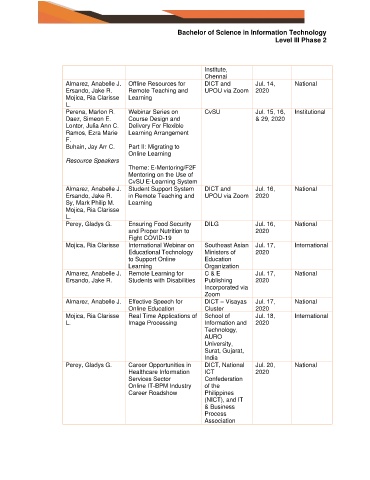 Bachelor of Science in Information Technology
Level III Phase 2
Institute,
Chennai
Almarez, Anabelle J.
Ersando, Jake R.
Mojica, Ria Clarisse
L.
Offline Resources for
Remote Teaching and
Learning
DICT and
UPOU via Zoom
Jul. 14,
2020
National
Perena, Marlon R.
Daez, Simeon E.
Lontor, Julia Ann C.
Ramos, Ezra Marie
F.
Buhain, Jay Arr C.
Resource Speakers
Webinar Series on
Course Design and
Delivery For Flexible
Learning Arrangement
Part II: Migrating to
Online Learning
Theme: E-Mentoring/F2F
Mentoring on the Use of
CvSU E-Learning System
CvSU
Jul. 15, 16,
& 29, 2020
Institutional
Almarez, Anabelle J.
Ersando, Jake R.
Sy, Mark Philip M.
Mojica, Ria Clarisse
L.
Student Support System
in Remote Teaching and
Learning
DICT and
UPOU via Zoom
Jul. 16,
2020
National
Perey, Gladys G.
Ensuring Food Security
and Proper Nutrition to
Fight COVID-19
DILG
Jul. 16,
2020
National
Mojica, Ria Clarisse
International Webinar on
Educational Technology
to Support Online
Learning
Southeast Asian
Ministers of
Education
Organization
Jul. 17,
2020
International
Almarez, Anabelle J.
Ersando, Jake R.
Remote Learning for
Students with Disabilities
C & E
Publishing
Incorporated via
Zoom
Jul. 17,
2020
National
Almarez, Anabelle J.
Effective Speech for
Online Education
DICT – Visayas
Cluster
Jul. 17,
2020
National
Mojica, Ria Clarisse
L.
Real Time Applications of
Image Processing
School of
Information and
Technology,
AURO
University,
Surat, Gujarat,
India
Jul. 18,
2020
International
Perey, Gladys G.
Career Opportunities in
Healthcare Information
Services Sector
Online IT-BPM Industry
Career Roadshow
DICT, National
ICT
Confederation
of the
Philippines
(NICT), and IT
& Business
Process
Association
Jul. 20,
2020
National